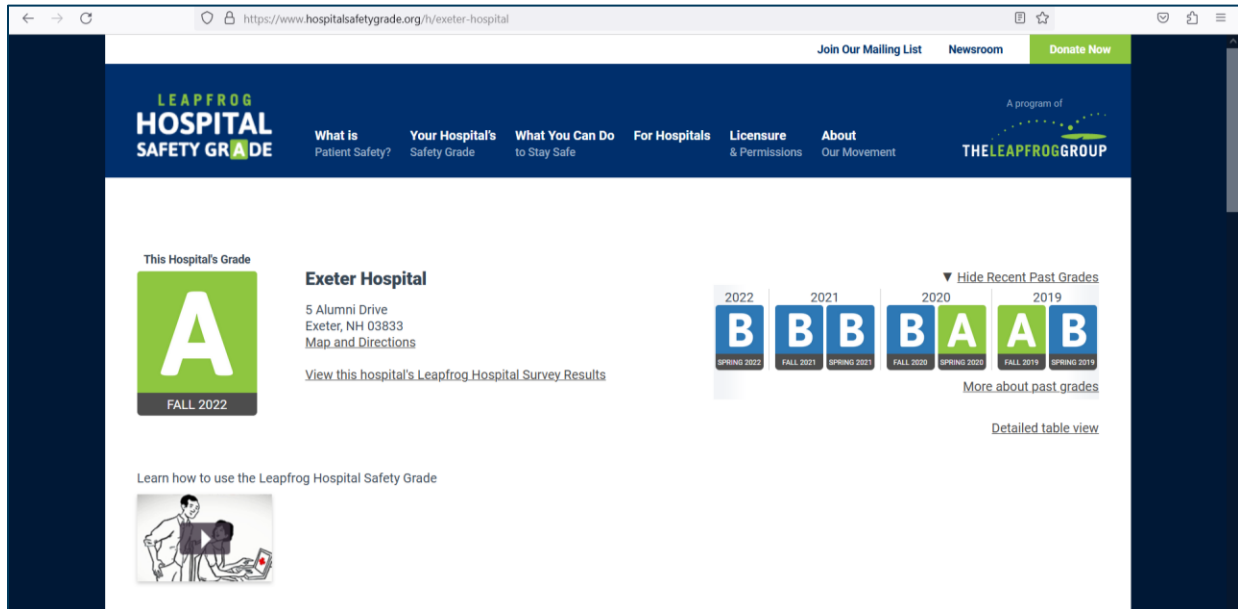 https://www.hospitalsafetygrade.org/h/exeter-hospital
Join Our Mailing List Newsroom Donate Now
LEAPFROG
HOSPITAL
SAFETY GRADE
What is
Patient Safety?
Your Hospital's
Safety Grade
What You Can Do
to Stay Safe
For Hospitals
Licensure
& Permissions
About
Our Movement
A program of
THELEAPFROGGROUP
This Hospital's Grade
A
FALL 2022
Exeter Hospital
5 Alumni Drive
Exeter, NH 03833
Map and Directions
View this hospital's Leapfrog Hospital Survey Results
▼ Hide Recent Past Grades
2022 2021 2020 2019
B B B B A A B
SPRING 2022 FALL 2021 SPRING 2021 FALL 2020 SPRING 2020 FALL 2019 SPRING 2019
More about past grades
Detailed table view
Learn how to use the Leapfrog Hospital Safety Grade